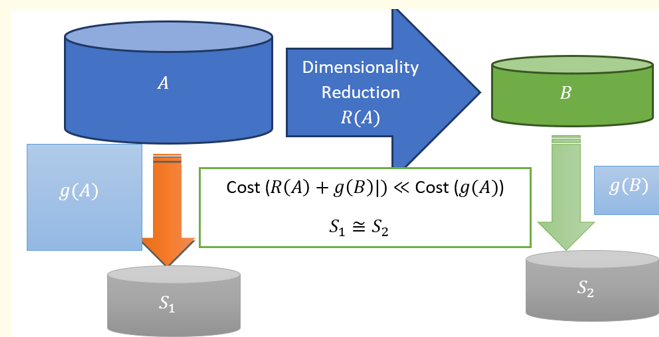 A
Dimensionality
Reduction
R(A)
B
g(A)
Cost (R(A) + g(B)|) ≪ Cost (g(A))
S₁ ≅ S₂
g(B)
S₁
S₂